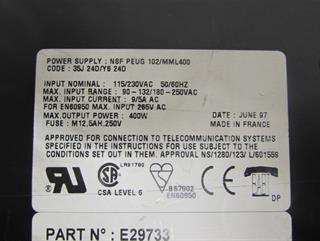 POWER SUPPLY : NSF PEUG 102/MML400
CODE : 35J 24D/Y6 24D
INPUT NOMINAL : 115/230VAC 50/60HZ
MAX. INPUT RANGE : 90-132/180-250VAC
MAX. INPUT CURRENT : 9/5A AC
FOR EN60950 MAX. INPUT 265V AC
MAX.OUTPUT POWER : 400W
FUSE : M12.5AH.250V
DATE : JUNE 97
MADE IN FRANCE
APPROVED FOR CONNECTION TO TELECOMMUNICATION SYSTEMS
SPECIFIED IN THE INSTRUCTIONS FOR USE SUBJECT TO THE
CONDITIONS SET OUT IN THEM. APPROVAL NS/1280/123/L/601556
LR91780
CSA LEVEL 6
BS7002
EN60950
DP
PART N° : E29733